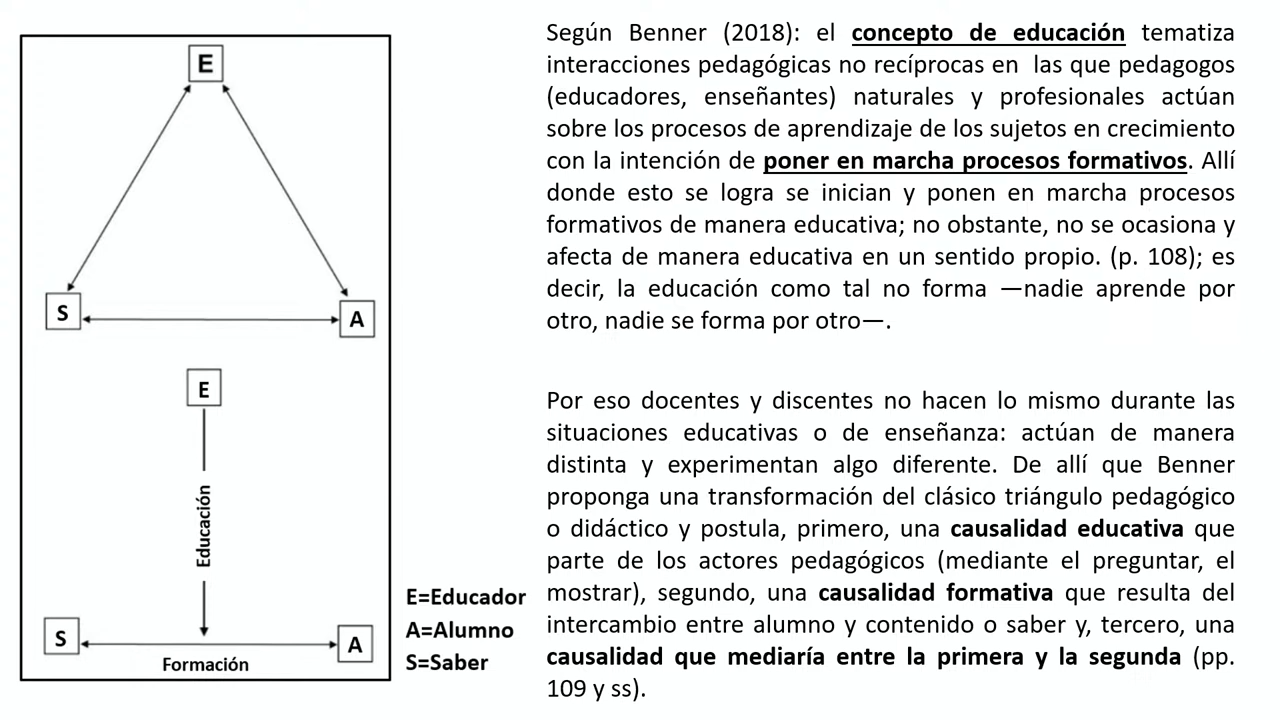 E
S
A
E
Educación
S
A
Formación
E=Educador
A=Alumno
S=Saber
Según Benner (2018): el concepto de educación tematiza
interacciones pedagógicas no recíprocas en las que pedagogos
(educadores, enseñantes) naturales y profesionales actúan
sobre los procesos de aprendizaje de los sujetos en crecimiento
con la intención de poner en marcha procesos formativos. Allí
donde esto se logra se inician y ponen en marcha procesos
formativos de manera educativa; no obstante, no se ocasiona y
afecta de manera educativa en un sentido propio. (p. 108); es
decir, la educación como tal no forma —nadie aprende por
otro, nadie se forma por otro—.
Por eso docentes y discentes no hacen lo mismo durante las
situaciones educativas o de enseñanza: actúan de manera
distinta y experimentan algo diferente. De allí que Benner
proponga una transformación del clásico triángulo pedagógico
o didáctico y postula, primero, una causalidad educativa que
parte de los actores pedagógicos (mediante el preguntar, el
mostrar), segundo, una causalidad formativa que resulta del
intercambio entre alumno y contenido o saber y, tercero, una
causalidad que mediaría entre la primera y la segunda (pp.
109 y ss).